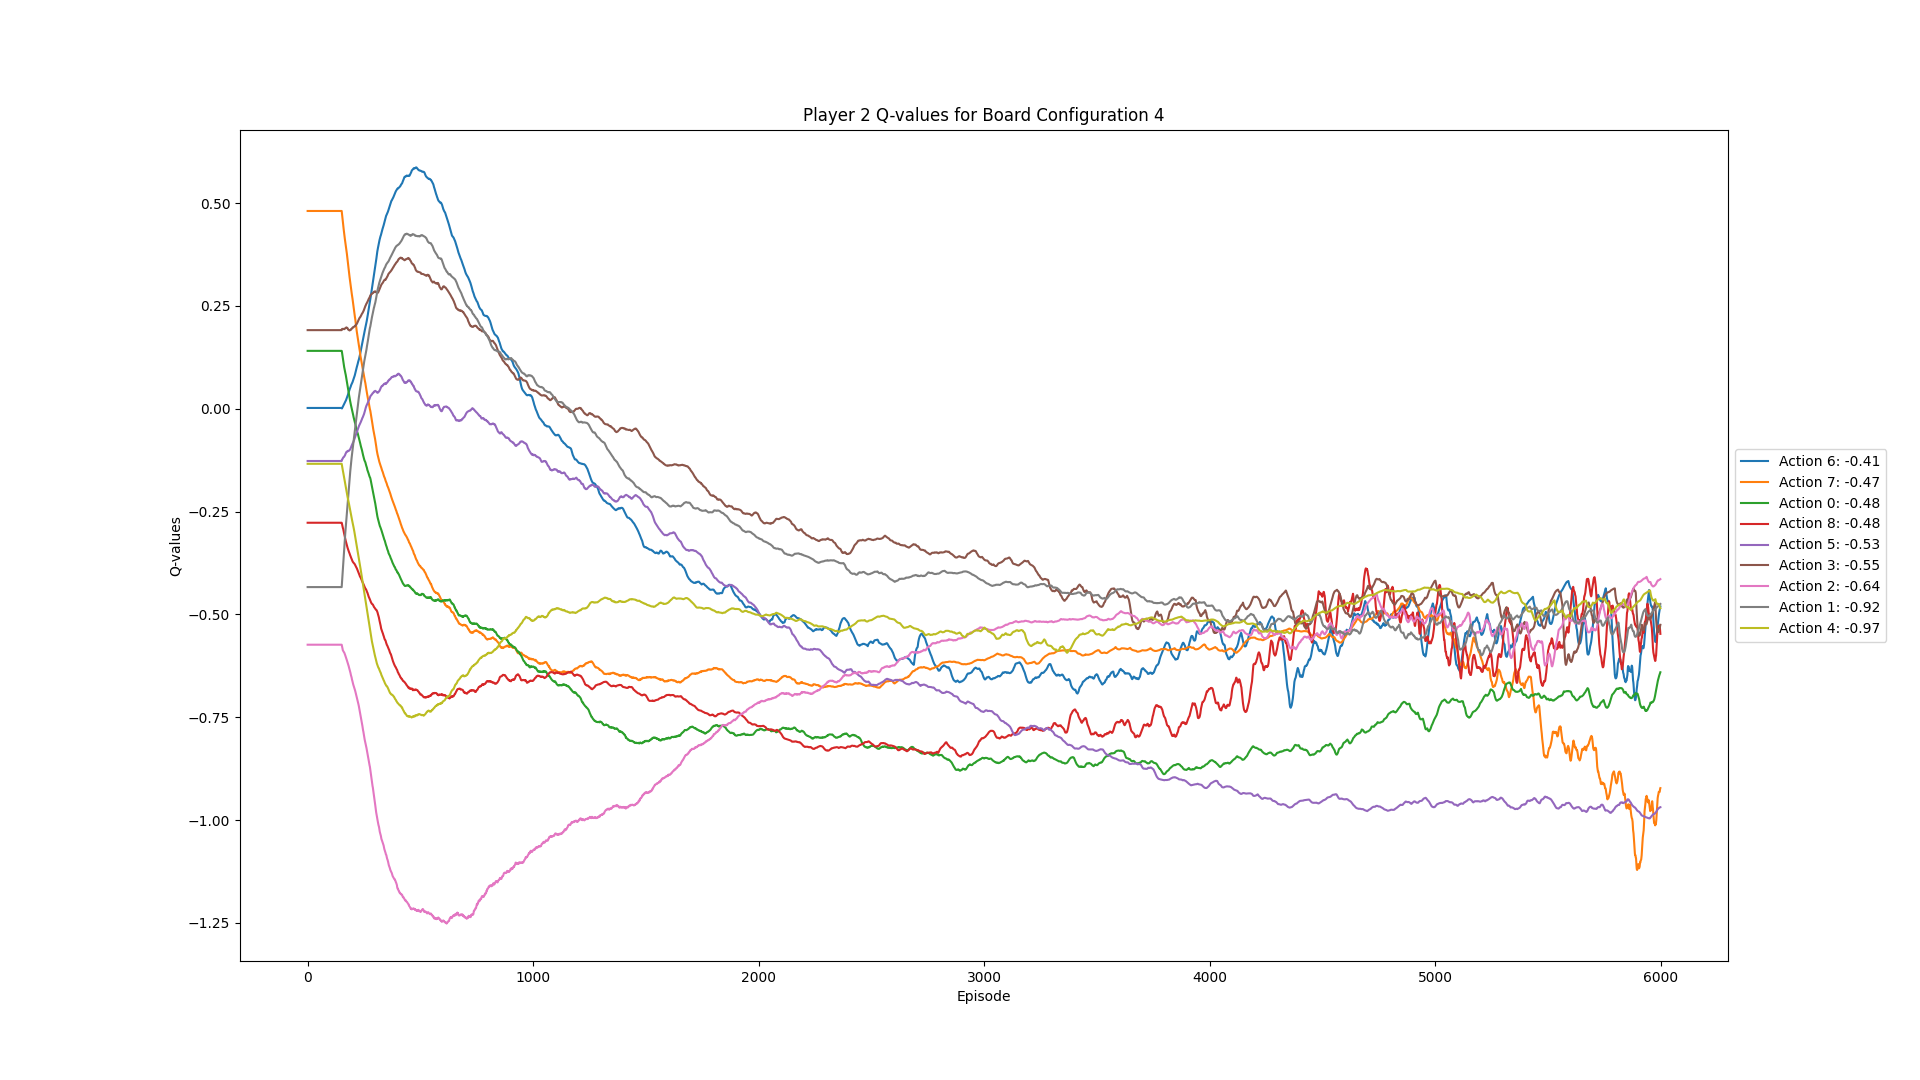 Player 2 Q-values for Board Configuration 4
0.50
0.25
0.00
−0.25
−0.50
−0.75
−1.00
−1.25
Q-values
0 1000 2000 3000 4000 5000 6000
Episode
Action 6: -0.41
Action 7: -0.47
Action 0: -0.48
Action 8: -0.48
Action 5: -0.53
Action 3: -0.55
Action 2: -0.64
Action 1: -0.92
Action 4: -0.97